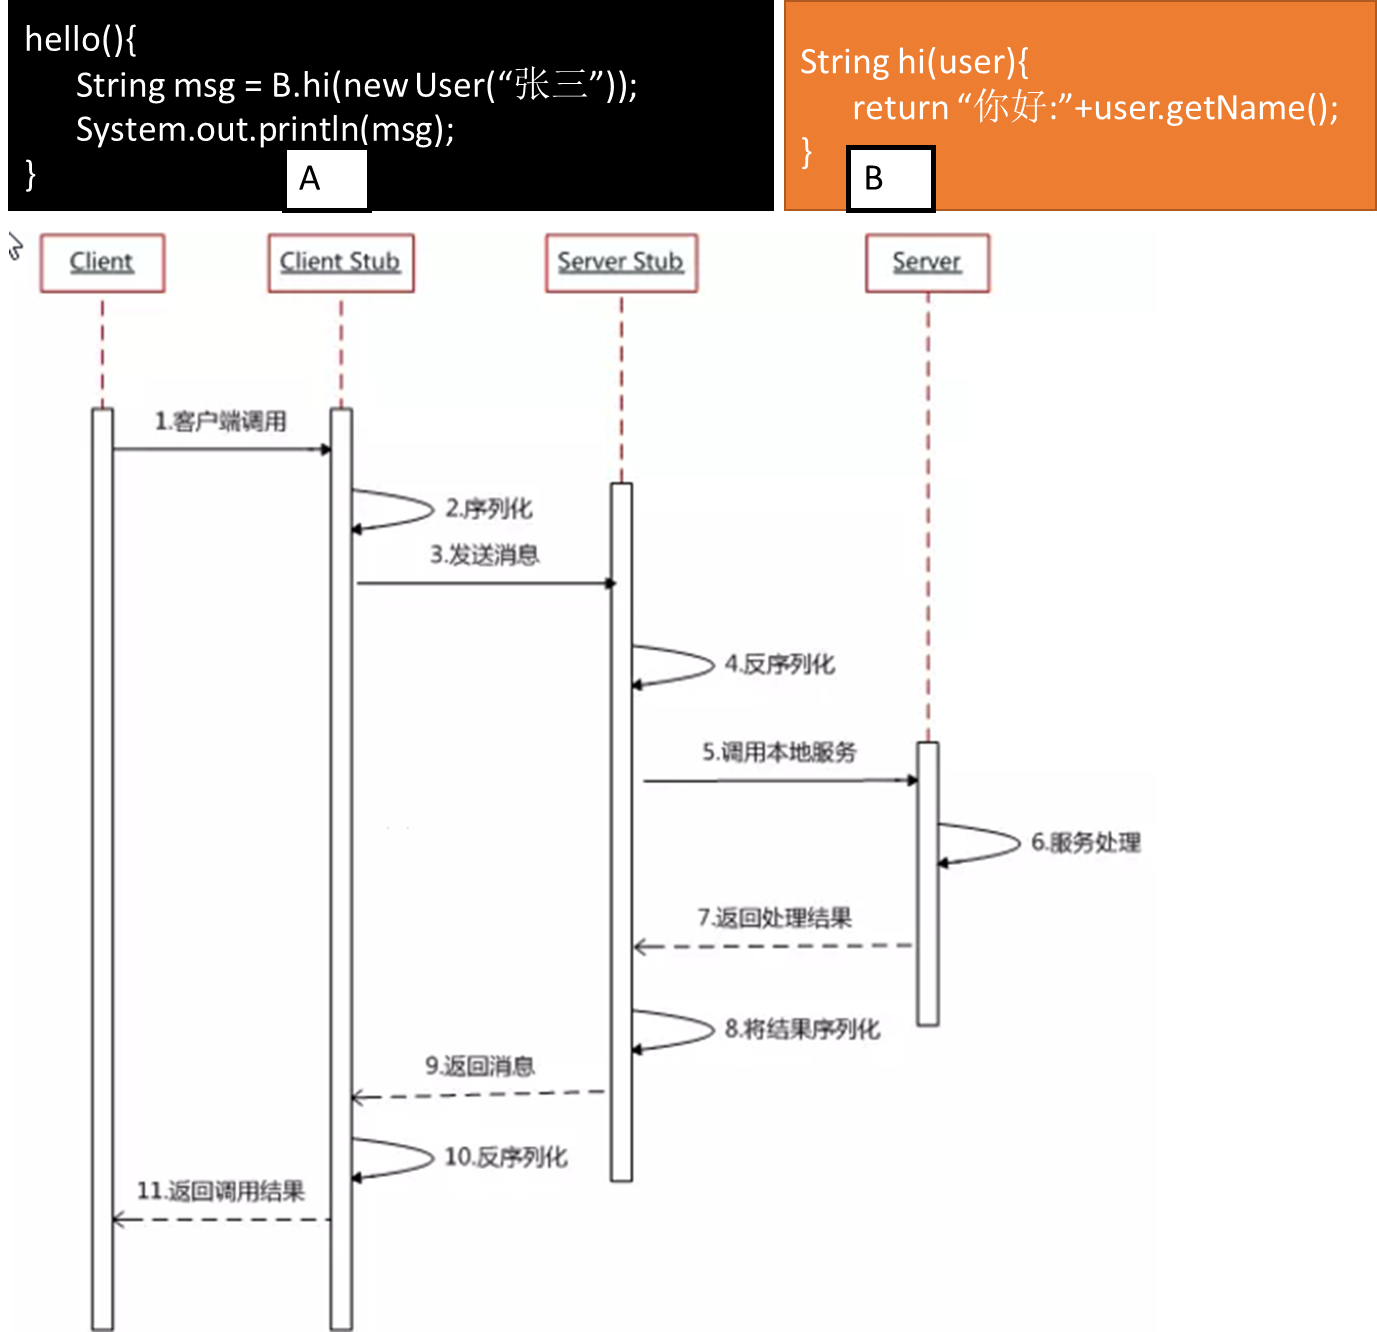 hello(){
String msg = B.hi(new User(“张三”));
System.out.println(msg);
}
A
String hi(user){
return “你好:”+user.getName();
}
B
Client
Client Stub
Server Stub
Server
1.客户端调用
2.序列化
3.发送消息
4.反序列化
5.调用本地服务
6.服务处理
7.返回处理结果
8.将结果序列化
9.返回消息
10.反序列化
11.返回调用结果